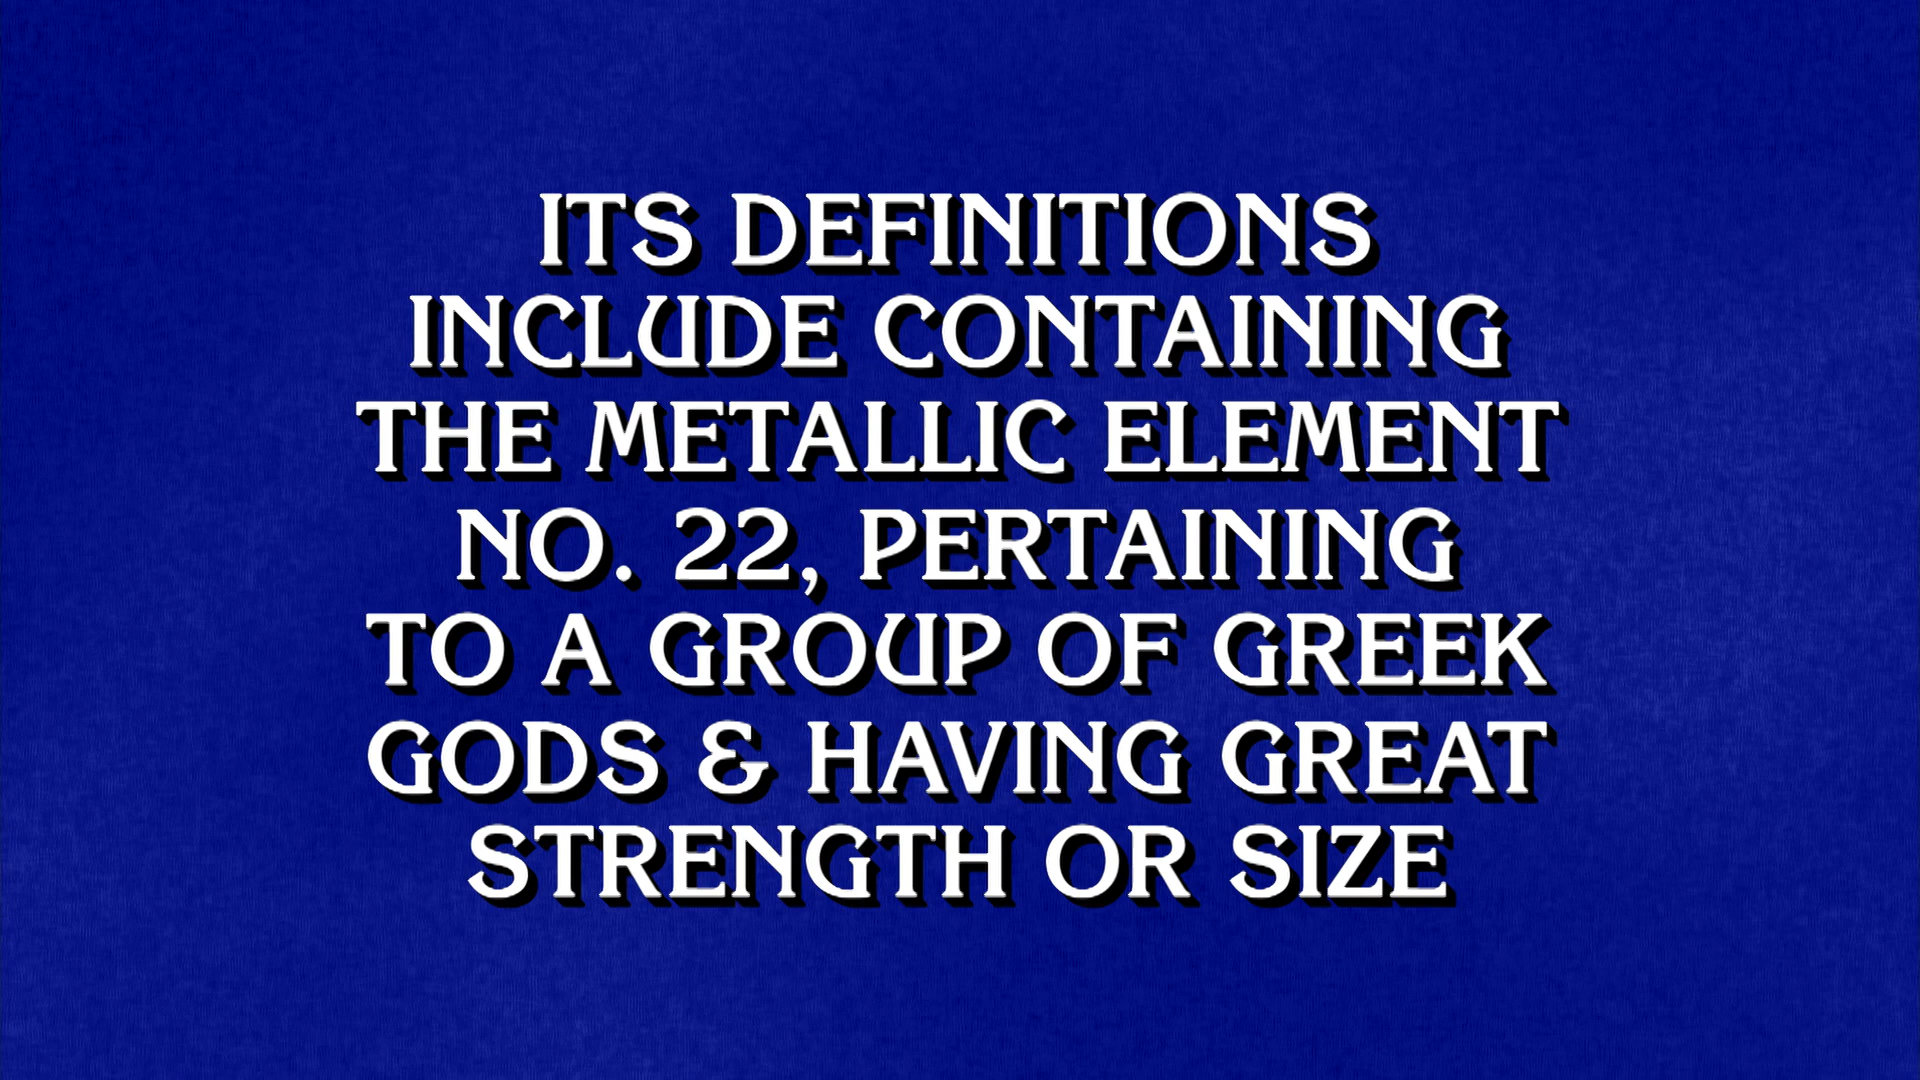 ITS DEFINITIONS
INCLUDE CONTAINING
THE METALLIC ELEMENT
NO. 22, PERTAINING
TO A GROUP OF GREEK
GODS & HAVING GREAT
STRENGTH OR SIZE